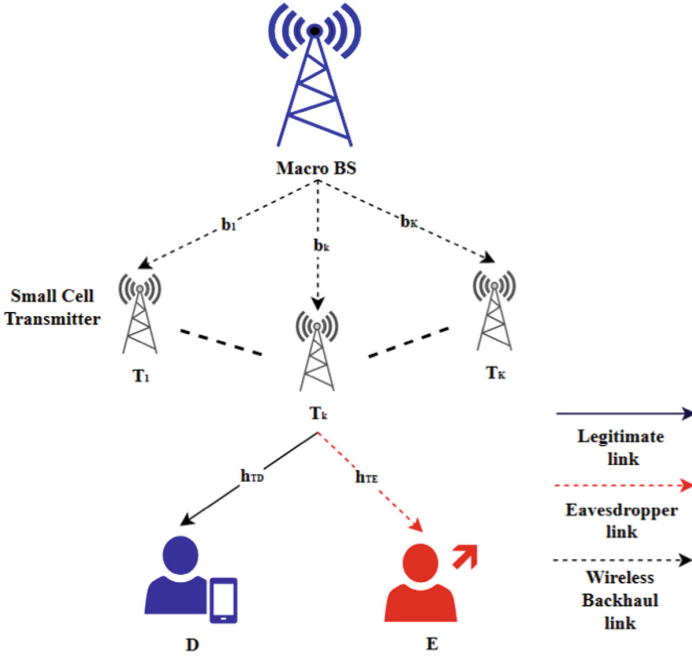 Macro BS
b1
bk
bK
Small Cell
Transmitter
T1
Tk
TK
hTD
hTE
D
E
Legitimate
link
Eavesdropper
link
Wireless
Backhaul
link